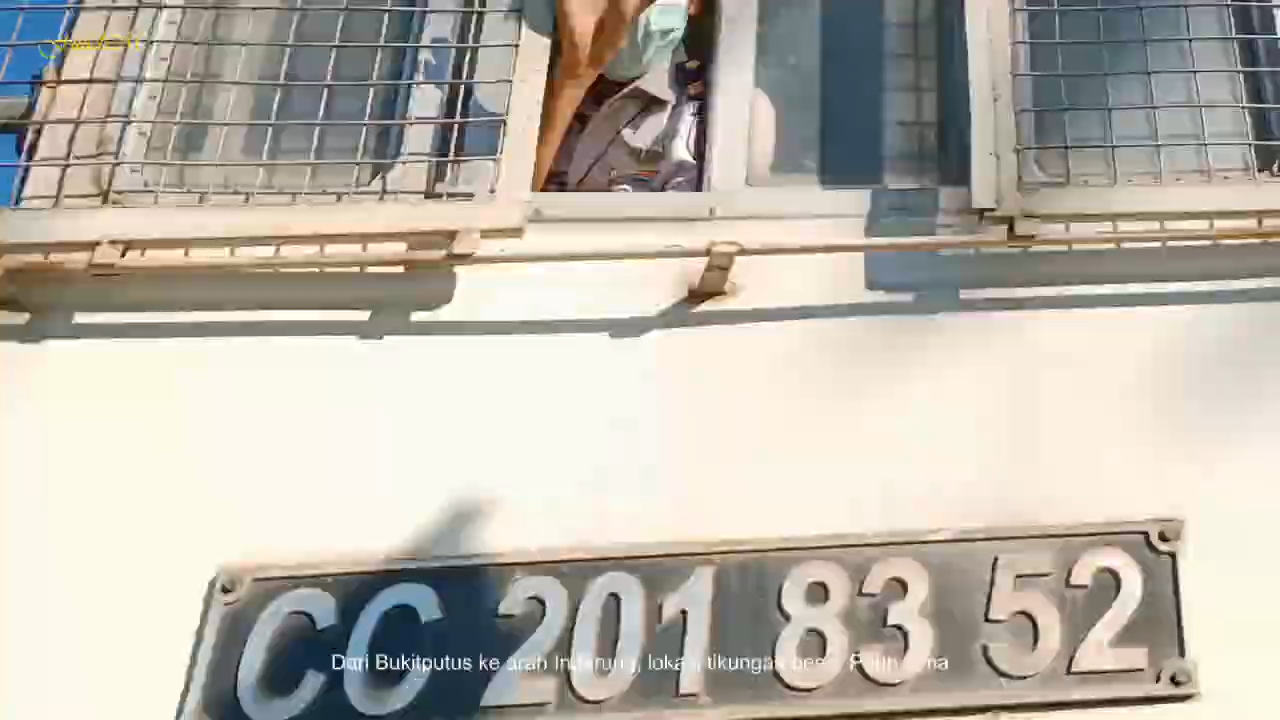 CC 201 83 52
Dari Bukitputus ke arah Indarung, lokasi tikungan